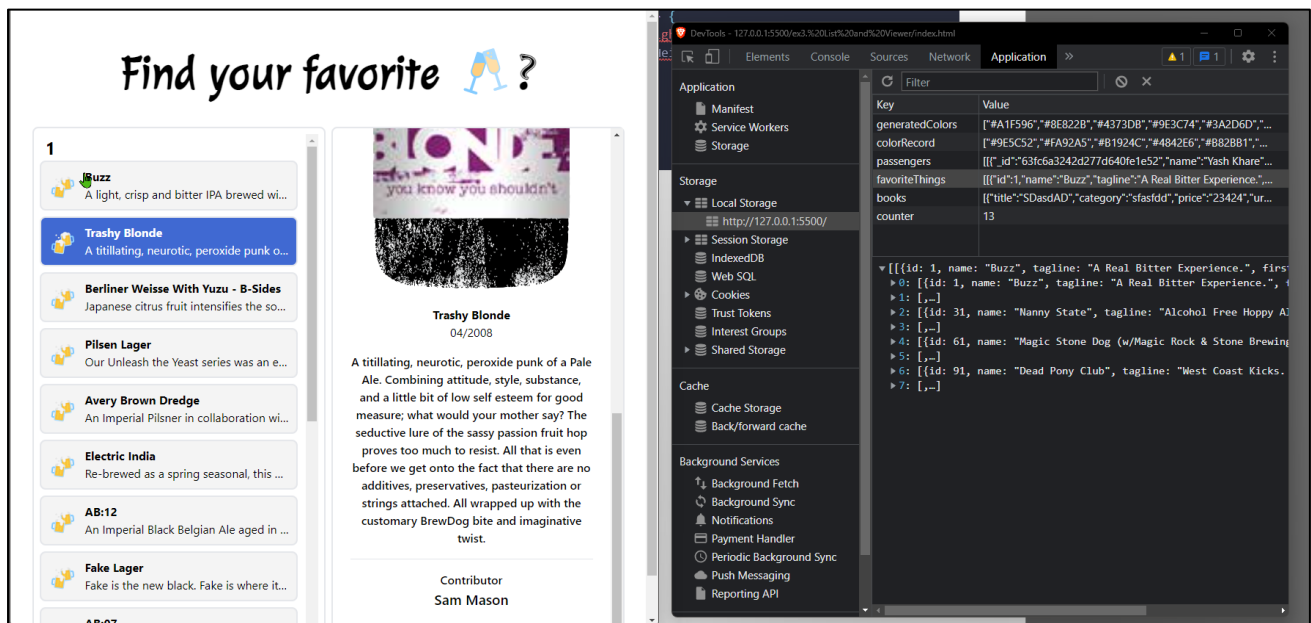 Find your favorite 🥂 ?
1
Buzz
A light, crisp and bitter IPA brewed wi...
Trashy Blonde
A titillating, neurotic, peroxide punk o...
Berliner Weisse With Yuzu - B-Sides
Japanese citrus fruit intensifies the so...
Pilsen Lager
Our Unleash the Yeast series was an e...
Avery Brown Dredge
An Imperial Pilsner in collaboration wi...
Electric India
Re-brewed as a spring seasonal, this ...
AB:12
An Imperial Black Belgian Ale aged in ...
Fake Lager
Fake is the new black. Fake is where it...
AB:07
BLONDE
you know you shouldn't
Trashy Blonde
04/2008
A titillating, neurotic, peroxide punk of a Pale
Ale. Combining attitude, style, substance,
and a little bit of low self esteem for good
measure; what would your mother say? The
seductive lure of the sassy passion fruit hop
proves too much to resist. All that is even
before we get onto the fact that there are no
additives, preservatives, pasteurization or
strings attached. All wrapped up with the
customary BrewDog bite and imaginative
twist.
Contributor
Sam Mason
DevTools - 127.0.0.1:5500/ex3.%20List%20and%20Viewer/index.html
Elements Console Sources Network Application » 1 1
Application
Manifest
Service Workers
Storage
Storage
Local Storage
http://127.0.0.1:5500/
Session Storage
IndexedDB
Web SQL
Cookies
Trust Tokens
Interest Groups
Shared Storage
Cache
Cache Storage
Back/forward cache
Background Services
Background Fetch
Background Sync
Notifications
Payment Handler
Periodic Background Sync
Push Messaging
Reporting API
Filter
Key Value
generatedColors ["#A1F596","#8E822B","#4373DB","#9E3C74","#3A2D6D","...
colorRecord ["#9E5C52","#FA92A5","#B1924C","#4842E6","#B82BB1","...
passengers [[{"_id":"63fc6a3242d277d640fe1e52","name":"Yash Khare"...
favoriteThings [[{"id":1,"name":"Buzz","tagline":"A Real Bitter Experience.",...
books [{"title":"SDasdAD","category":"sfasfdd","price":"23424","ur...
counter 13
[[{id: 1, name: "Buzz", tagline: "A Real Bitter Experience.", firs
0: [{id: 1, name: "Buzz", tagline: "A Real Bitter Experience.",
1: [,…]
2: [{id: 31, name: "Nanny State", tagline: "Alcohol Free Hoppy Al
3: [,…]
4: [{id: 61, name: "Magic Stone Dog (w/Magic Rock & Stone Brewing
5: [,…]
6: [{id: 91, name: "Dead Pony Club", tagline: "West Coast Kicks.
7: [,…]